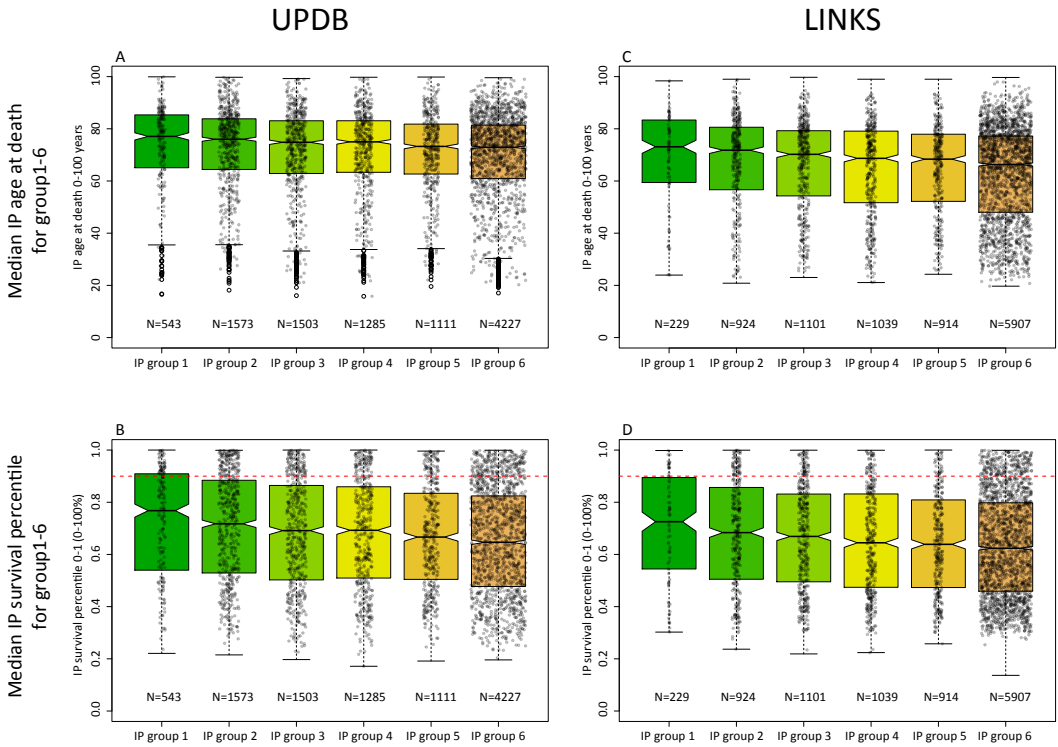 UPDB
LINKS
Median IP age at death
for group1-6
A
IP age at death 0-100 years
100
80
60
40
20
0
N=543 N=1573 N=1503 N=1285 N=1111 N=4227
IP group 1 IP group 2 IP group 3 IP group 4 IP group 5 IP group 6
C
IP age at death 0-100 years
100
80
60
40
20
0
N=229 N=924 N=1101 N=1039 N=914 N=5907
IP group 1 IP group 2 IP group 3 IP group 4 IP group 5 IP group 6
Median IP survival percentile
for group1-6
B
IP survival percentile 0-1 (0-100%)
1.0
0.8
0.6
0.4
0.2
0.0
N=543 N=1573 N=1503 N=1285 N=1111 N=4227
IP group 1 IP group 2 IP group 3 IP group 4 IP group 5 IP group 6
D
IP survival percentile 0-1 (0-100%)
1.0
0.8
0.6
0.4
0.2
0.0
N=229 N=924 N=1101 N=1039 N=914 N=5907
IP group 1 IP group 2 IP group 3 IP group 4 IP group 5 IP group 6